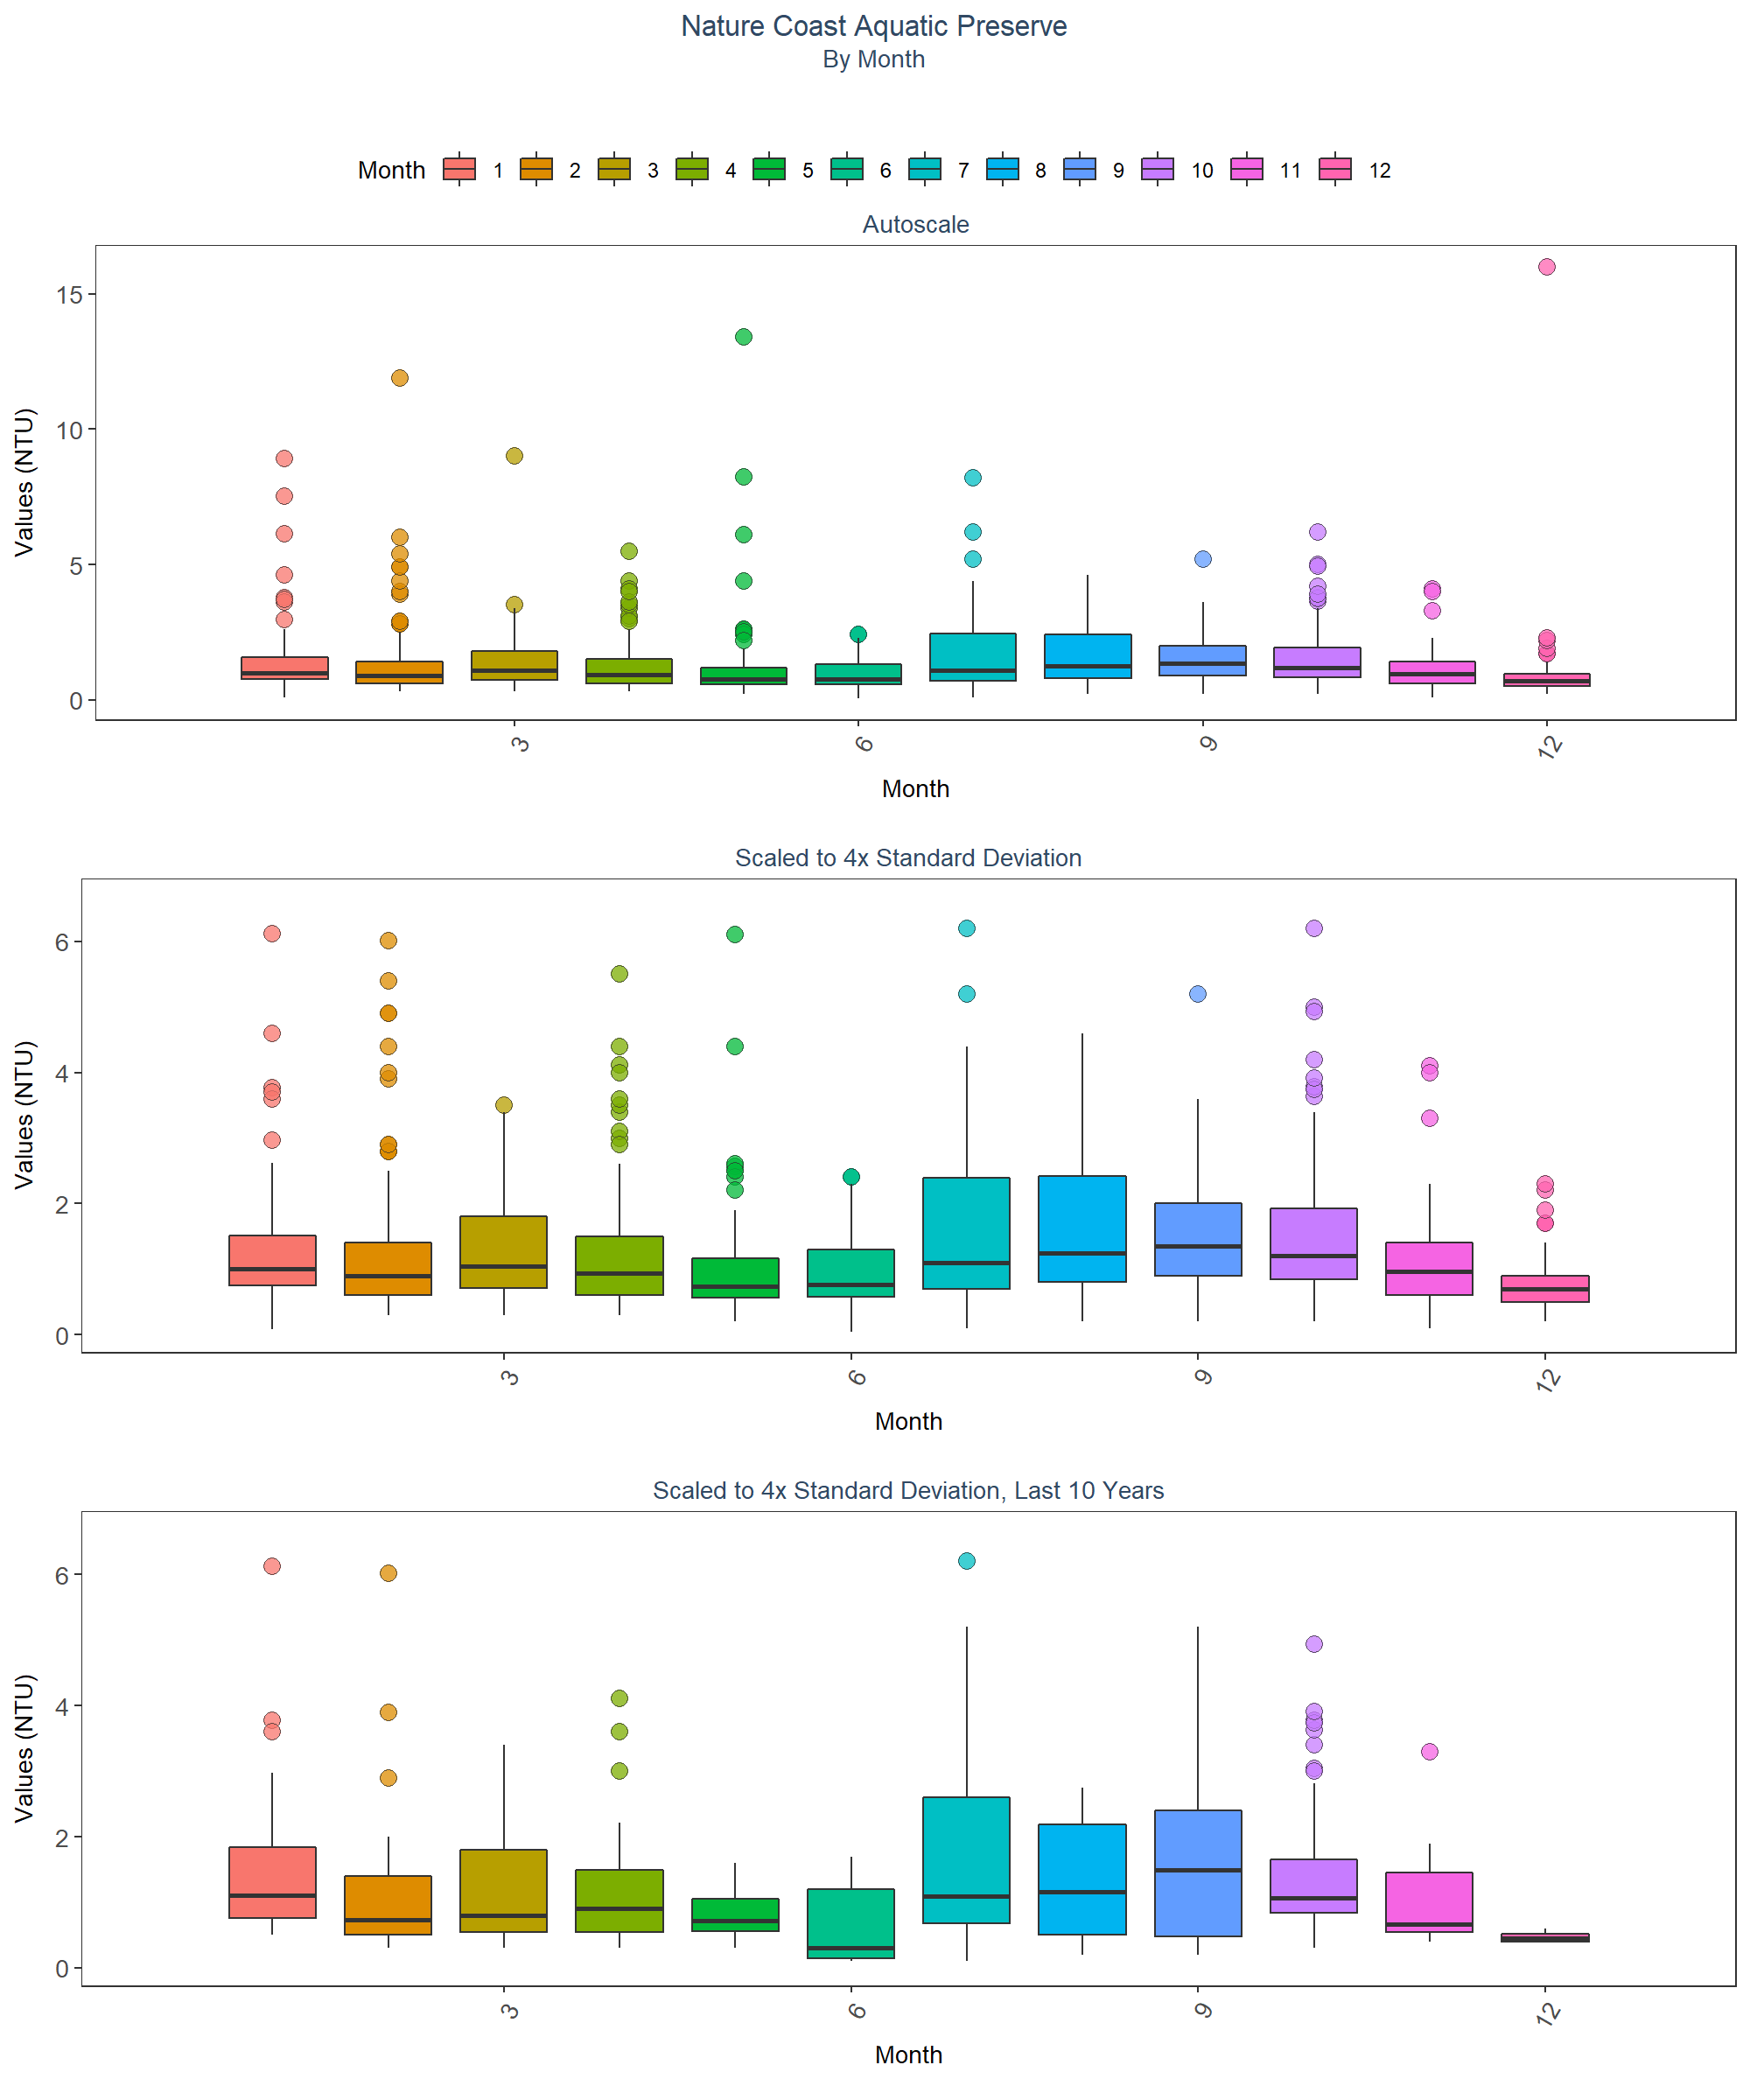 Nature Coast Aquatic Preserve
By Month
Month 1 2 3 4 5 6 7 8 9 10 11 12
Autoscale
Values (NTU)
15
10
5
0
3 6 9 12
Month
Scaled to 4x Standard Deviation
Values (NTU)
6
4
2
0
3 6 9 12
Month
Scaled to 4x Standard Deviation, Last 10 Years
Values (NTU)
6
4
2
0
3 6 9 12
Month